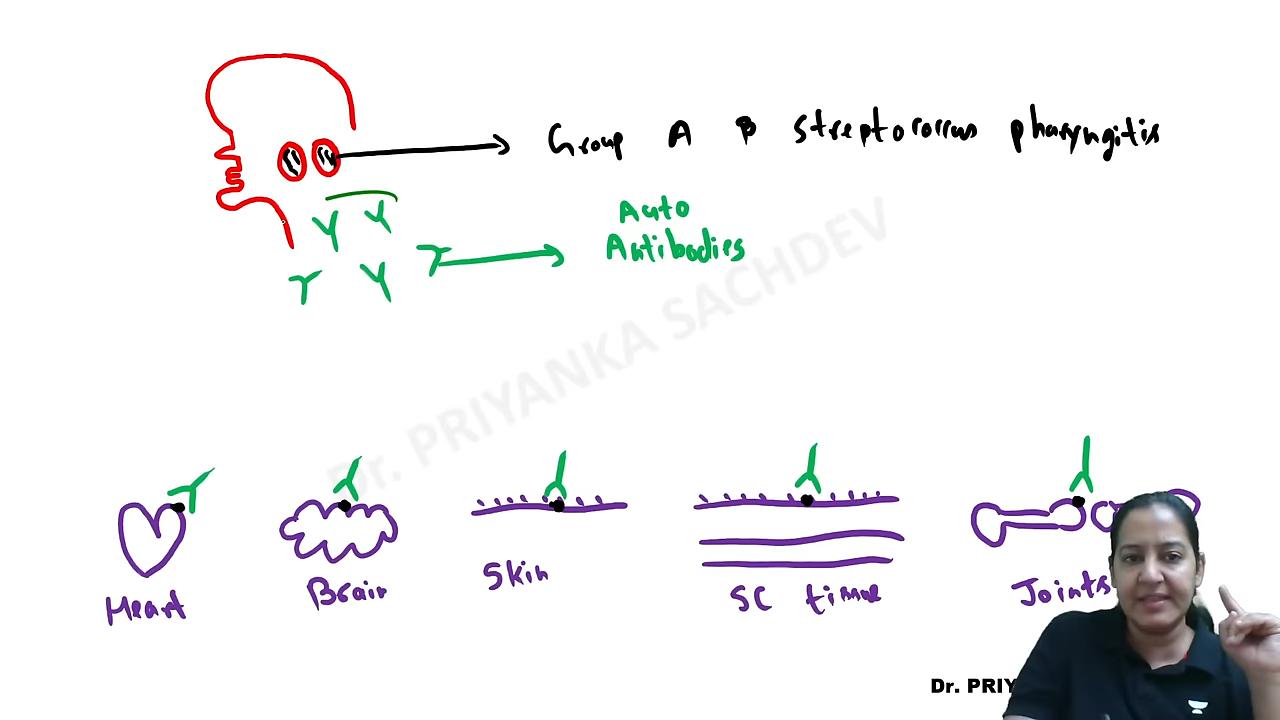 Group A β streptococcus pharyngitis
Auto
Antibodies
Dr. PRIYANKA SACHDEV
Heart
Brain
Skin
SC tissue
Joints
Dr. PRIY